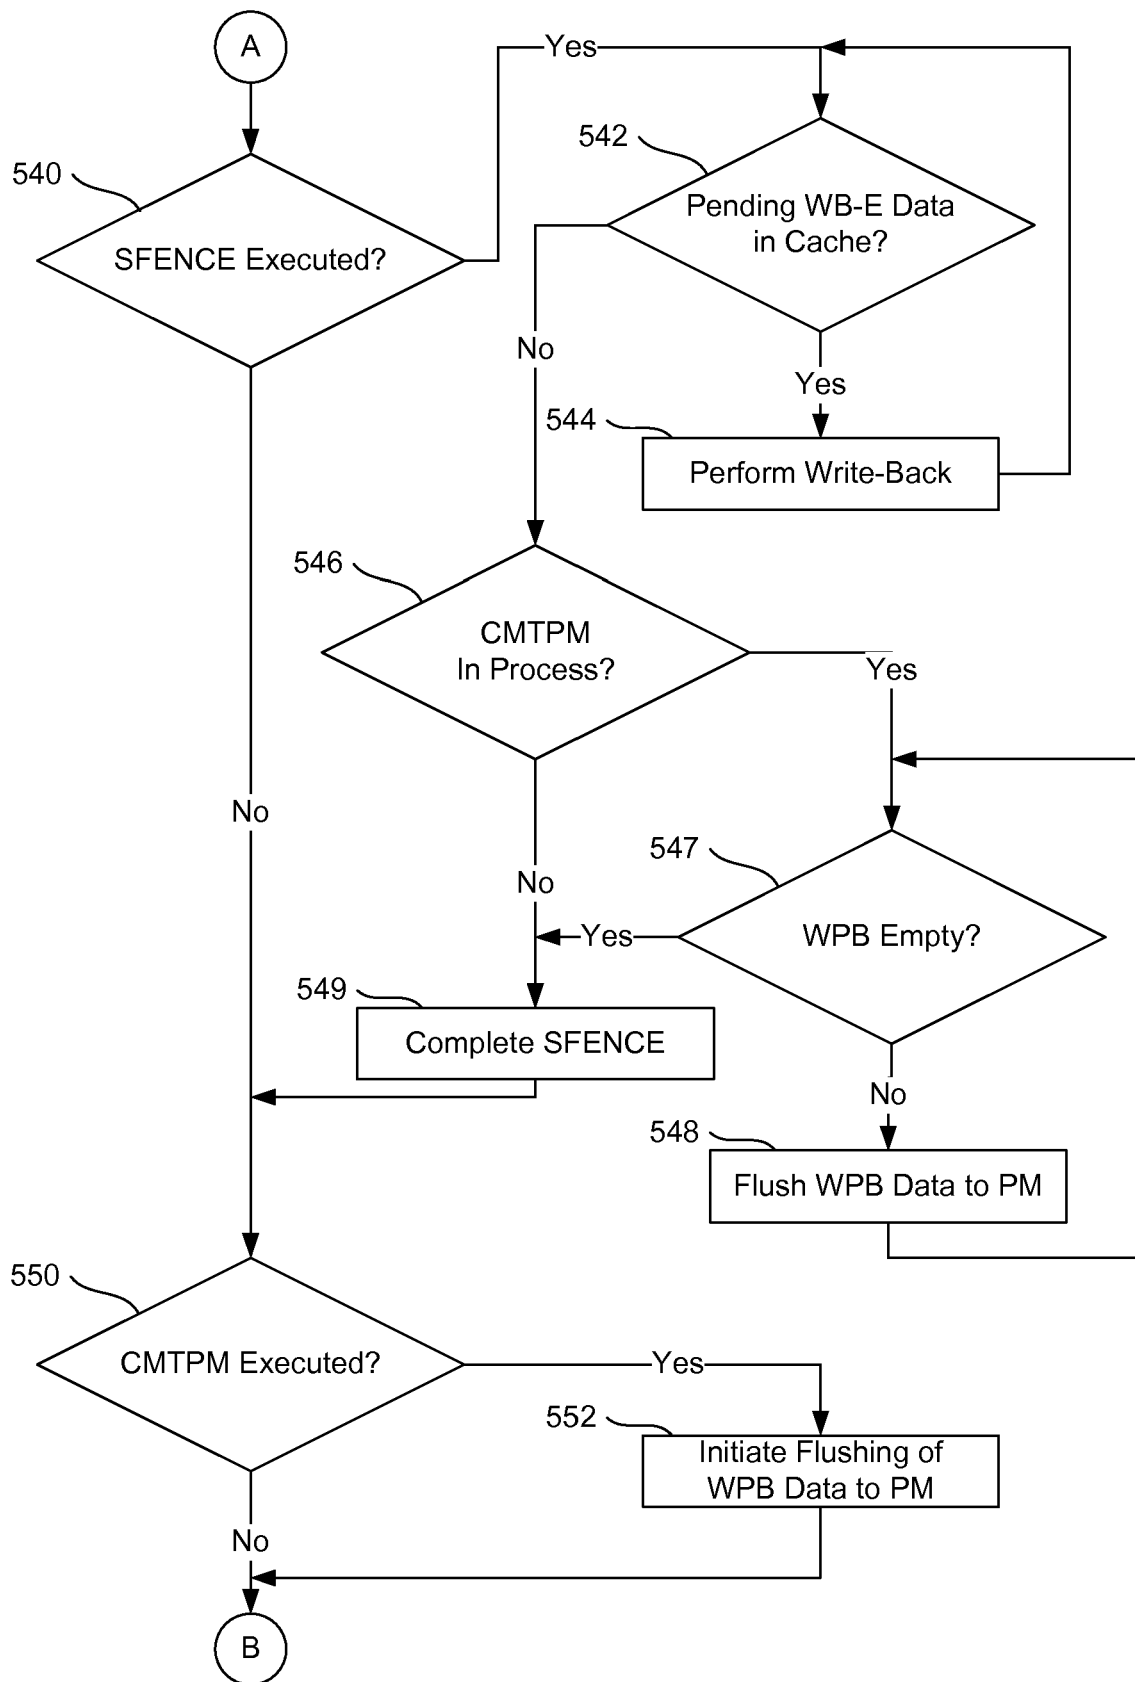 A
Yes
540
SFENCE Executed?
542
Pending WB-E Data
in Cache?
No
Yes
544
Perform Write-Back
546
CMTPM
In Process?
Yes
No
547
WPB Empty?
No
Yes
549
Complete SFENCE
No
548
Flush WPB Data to PM
550
CMTPM Executed?
Yes
552
Initiate Flushing of
WPB Data to PM
No
B